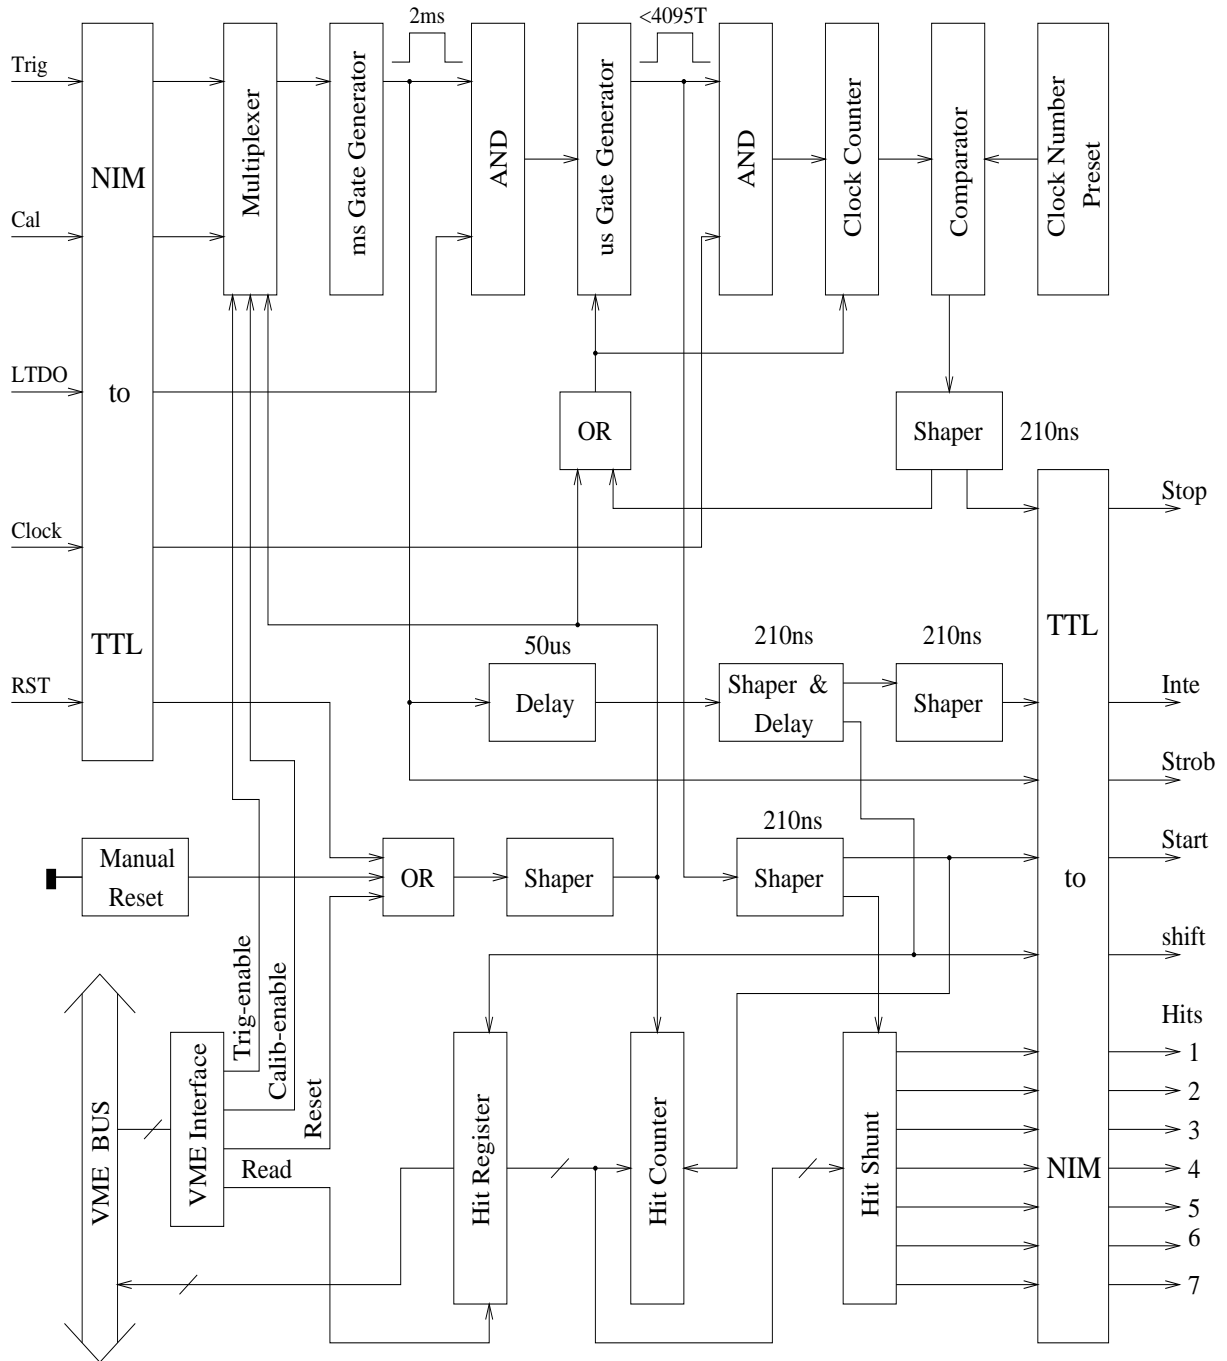 2ms
<4095T
Trig
Cal
LTDO
Clock
RST
NIM
to
TTL
Multiplexer
ms Gate Generator
AND
us Gate Generator
AND
Clock Counter
Comparator
Clock Number
Preset
OR
Shaper
210ns
Stop
50us
Delay
210ns
Shaper &
Delay
210ns
Shaper
TTL
to
NIM
Inte
Strob
Start
shift
Hits
1
2
3
4
5
6
7
Manual
Reset
OR
Shaper
210ns
Shaper
VME BUS
VME Interface
Trig-enable
Calib-enable
Reset
Read
Hit Register
Hit Counter
Hit Shunt